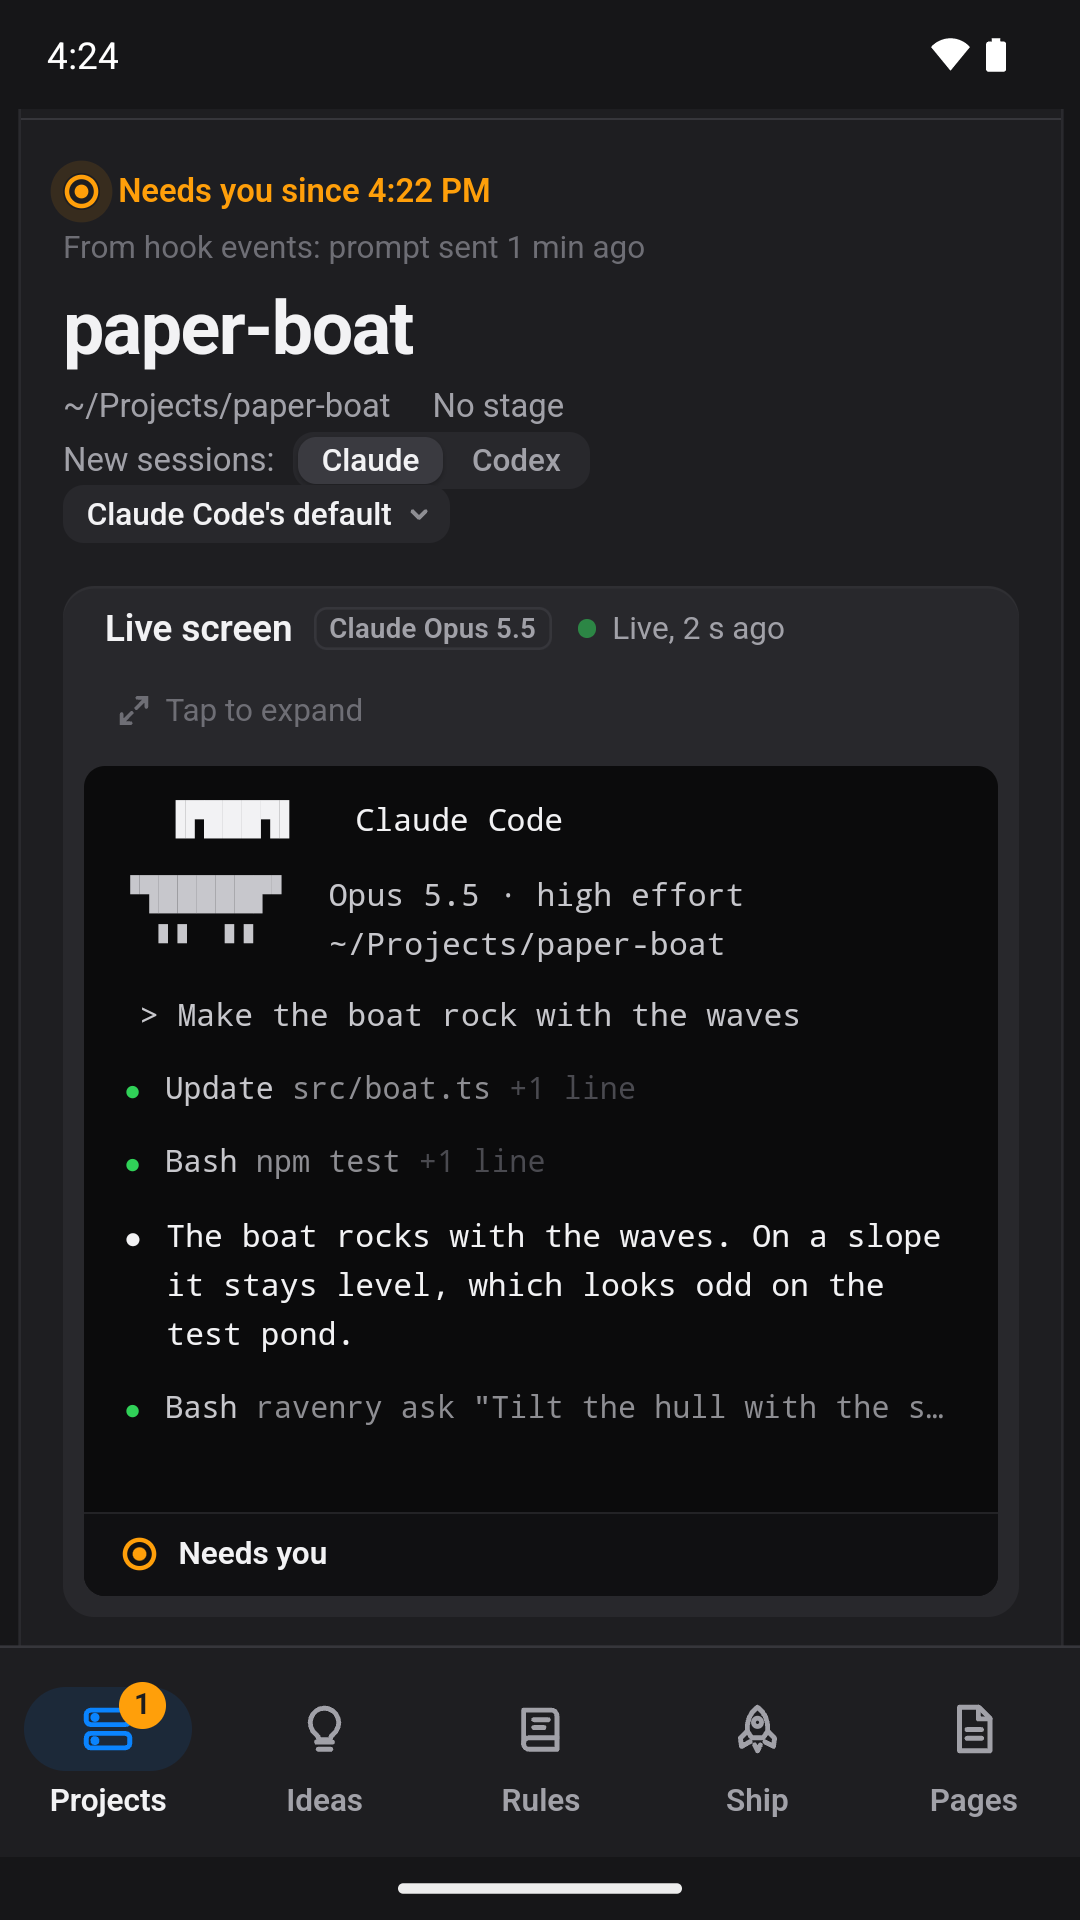 4:24
Needs you since 4:22 PM
From hook events: prompt sent 1 min ago
paper-boat
~/Projects/paper-boat No stage
New sessions: Claude Codex
Claude Code's default
Live screen Claude Opus 5.5 Live, 2 s ago
Tap to expand
Claude Code
Opus 5.5 · high effort
~/Projects/paper-boat
> Make the boat rock with the waves
● Update src/boat.ts +1 line
● Bash npm test +1 line
● The boat rocks with the waves. On a slope
it stays level, which looks odd on the
test pond.
● Bash ravenry ask "Tilt the hull with the s…
Needs you
1
Projects Ideas Rules Ship Pages